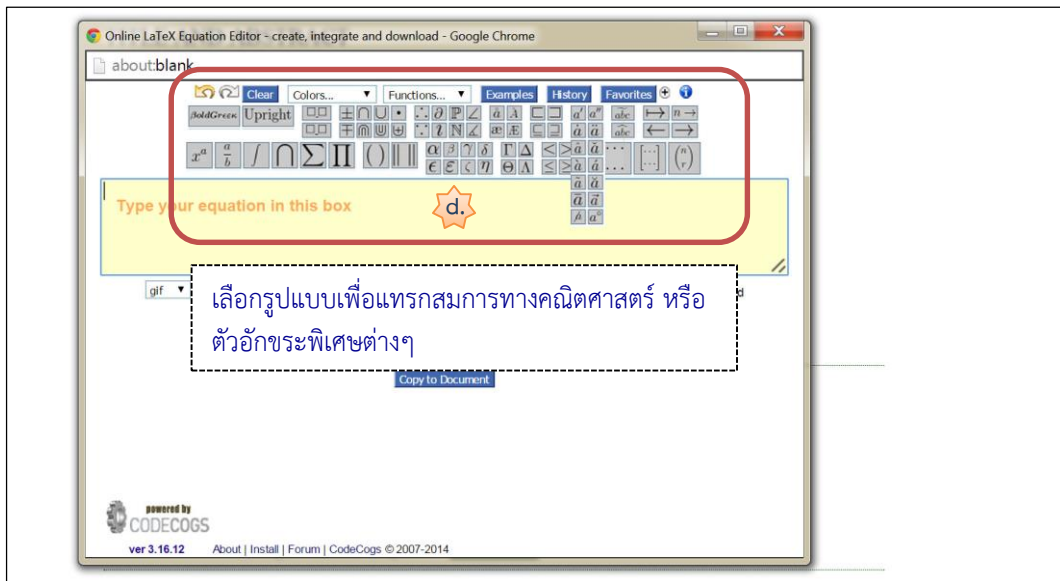 Online LaTeX Equation Editor - create, integrate and download - Google Chrome
about:blank
Clear Colors... Functions... Examples History Favorites
BoldGreek Upright
Type your equation in this box
d.
gif
เลือกรูปแบบเพื่อแทรกสมการทางคณิตศาสตร์ หรือ
ตัวอักขระพิเศษต่างๆ
Copy to Document
powered by
CODECOGS
ver 3.16.12 About | Install | Forum | CodeCogs © 2007-2014